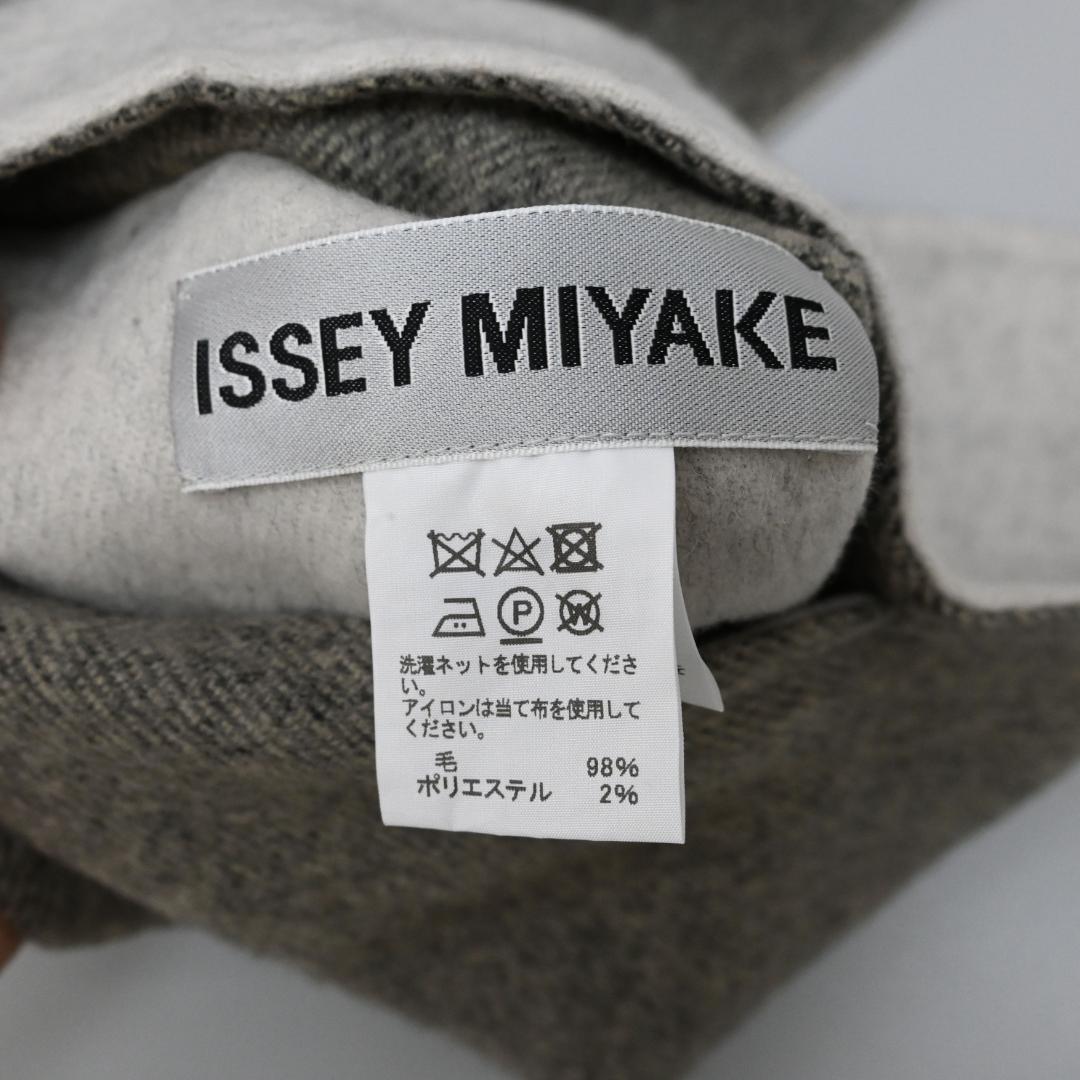 ISSEY MIYAKE
P W
洗濯ネットを使用してくださ
い。
アイロンは当て布を使用して
ください。
毛 98%
ポリエステル 2%